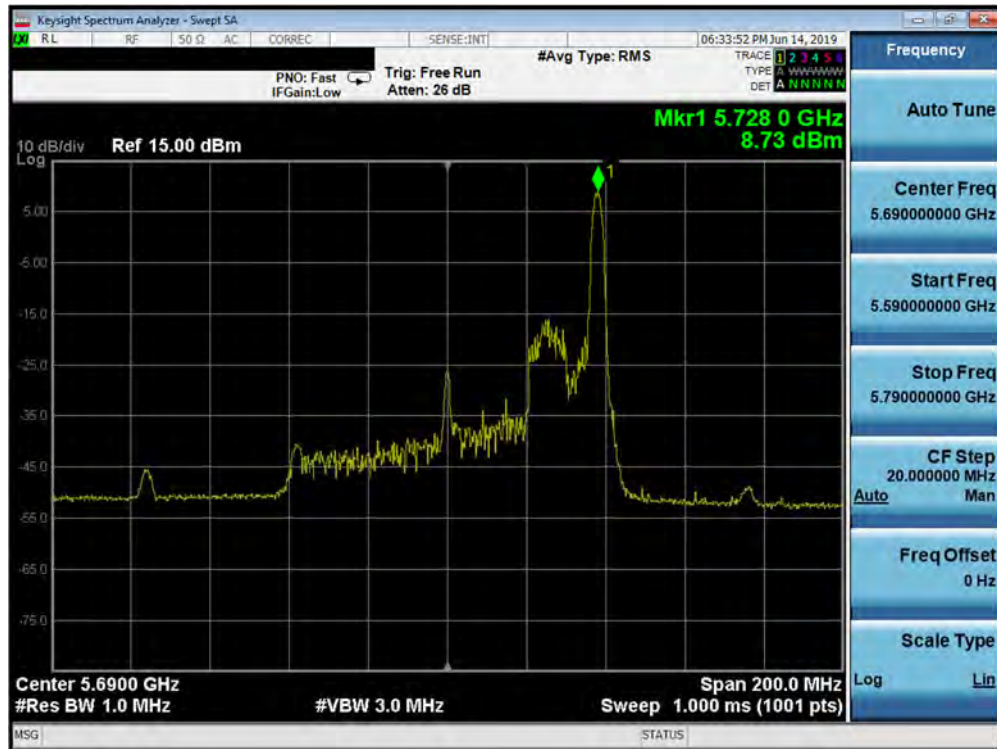 Keysight Spectrum Analyzer - Swept SA
RL RF 50 Ω AC CORREC SENSE:INT 06:33:52 PM Jun 14, 2019
#Avg Type: RMS TRACE 1 2 3 4 5 6
PNO: Fast Trig: Free Run TYPE A WWWWW
IFGain:Low Atten: 26 dB DET A N N N N N
Mkr1 5.728 0 GHz
8.73 dBm
10 dB/div Ref 15.00 dBm
Log
1
5.00
-5.00
-15.0
-25.0
-35.0
-45.0
-55.0
-65.0
-75.0
Center 5.6900 GHz Span 200.0 MHz
#Res BW 1.0 MHz #VBW 3.0 MHz Sweep 1.000 ms (1001 pts)
MSG STATUS
Frequency
Auto Tune
Center Freq
5.690000000 GHz
Start Freq
5.590000000 GHz
Stop Freq
5.790000000 GHz
CF Step
20.000000 MHz
Auto Man
Freq Offset
0 Hz
Scale Type
Log Lin